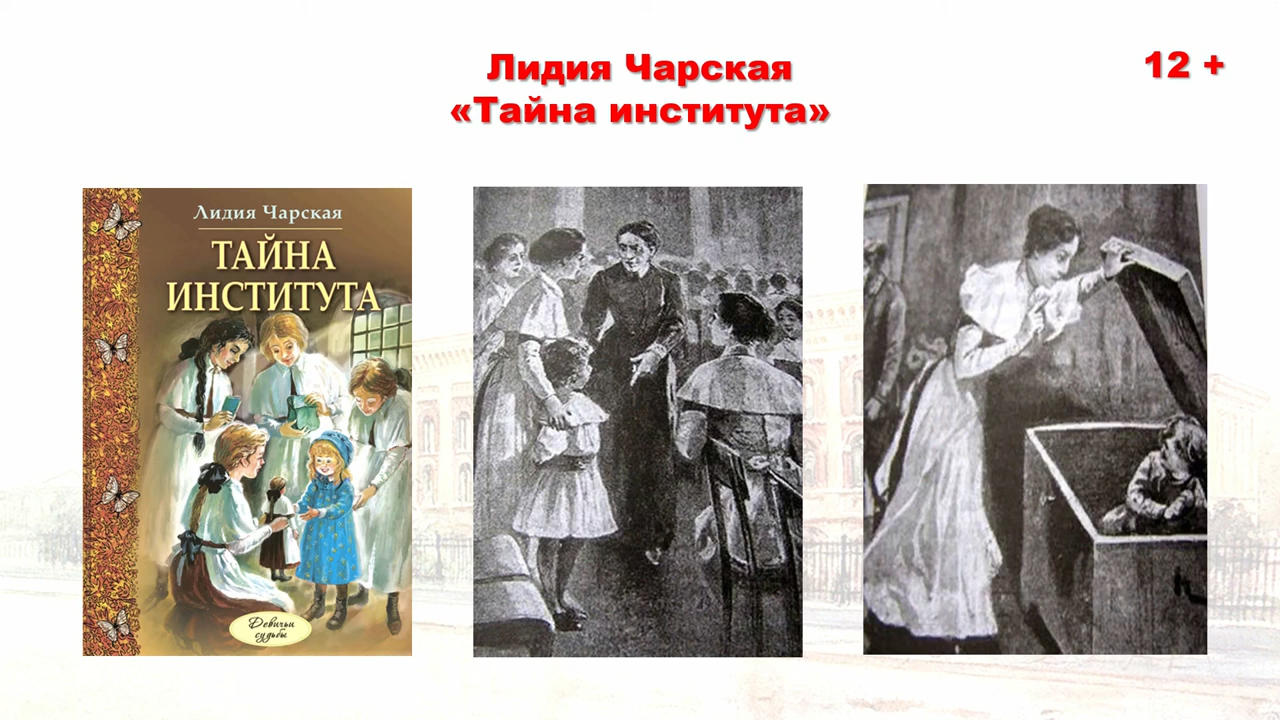 Лидия Чарская
«Тайна института»
12 +
Лидия Чарская
ТАЙНА
ИНСТИТУТА
Девичьи
судьбы